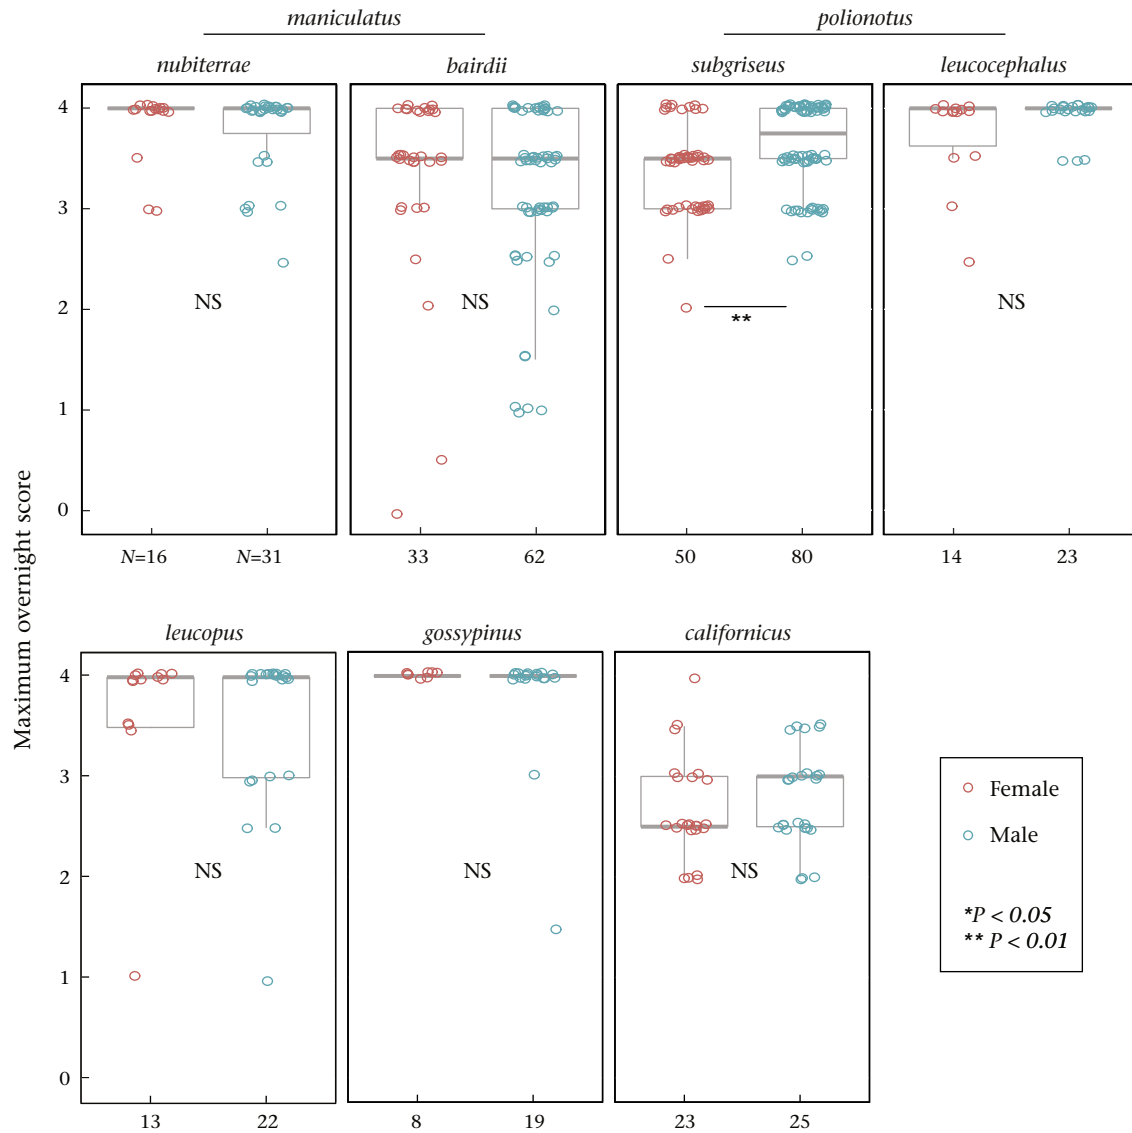 maniculatus polionotus
nubiterrae bairdii subgriseus leucocephalus
4
3
2
1
0
NS NS ** NS
N=16 N=31 33 62 50 80 14 23
Maximum overnight score
leucopus gossypinus californicus
4
3
2
1
0
NS NS NS
13 22 8 19 23 25
Female
Male
*P < 0.05
** P < 0.01